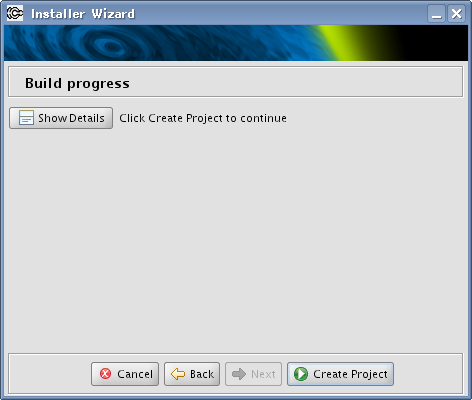 Installer Wizard
Build progress
Show Details Click Create Project to continue
Cancel Back Next Create Project